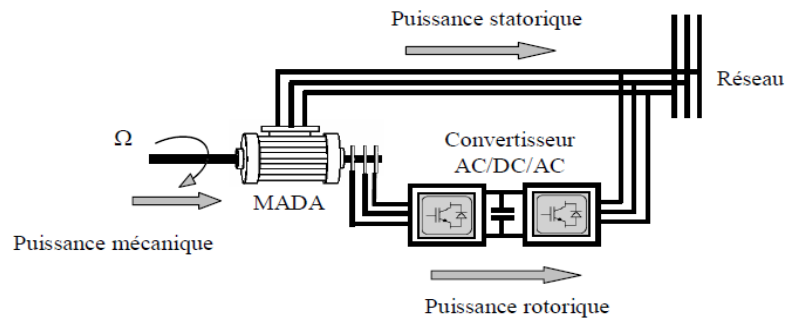 Puissance statorique
Réseau
Ω
Convertisseur
AC/DC/AC
MADA
Puissance mécanique
Puissance rotorique